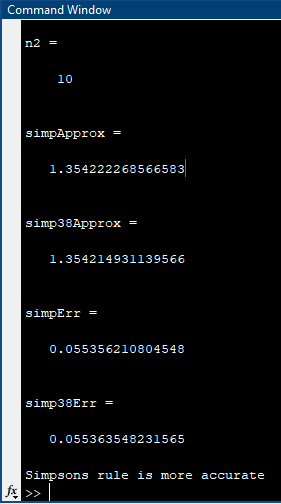 Command Window
n2 =
10
simpApprox =
1.354222268566583
simp38Approx =
1.354214931139566
simpErr =
0.055356210804548
simp38Err =
0.055363548231565
Simpsons rule is more accurate
fx >>